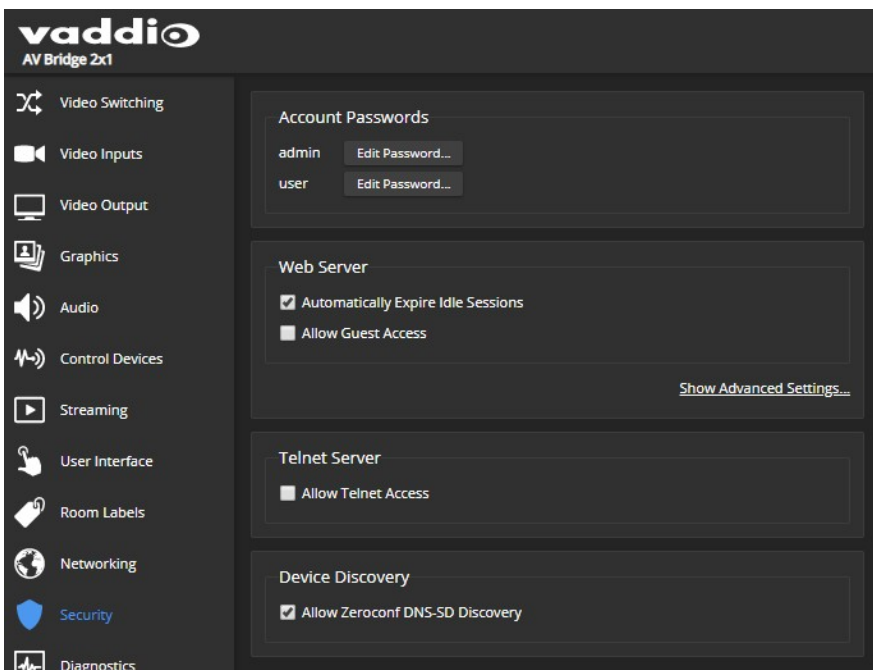 vaddio
AV Bridge 2x1
Video Switching
Video Inputs
Video Output
Graphics
Audio
Control Devices
Streaming
User Interface
Room Labels
Networking
Security
Diagnostics
Account Passwords
admin Edit Password...
user Edit Password...
Web Server
Automatically Expire Idle Sessions
Allow Guest Access
Show Advanced Settings...
Telnet Server
Allow Telnet Access
Device Discovery
Allow Zeroconf DNS-SD Discovery